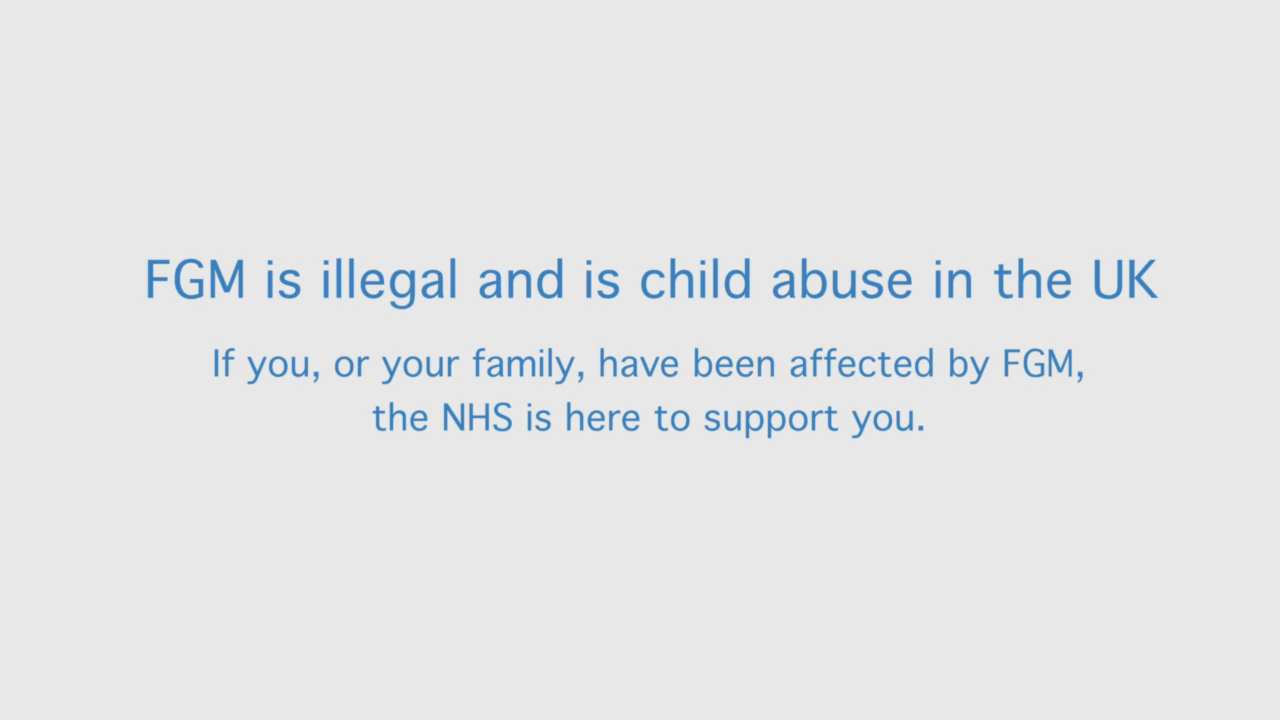 FGM is illegal and is child abuse in the UK
If you, or your family, have been affected by FGM,
the NHS is here to support you.